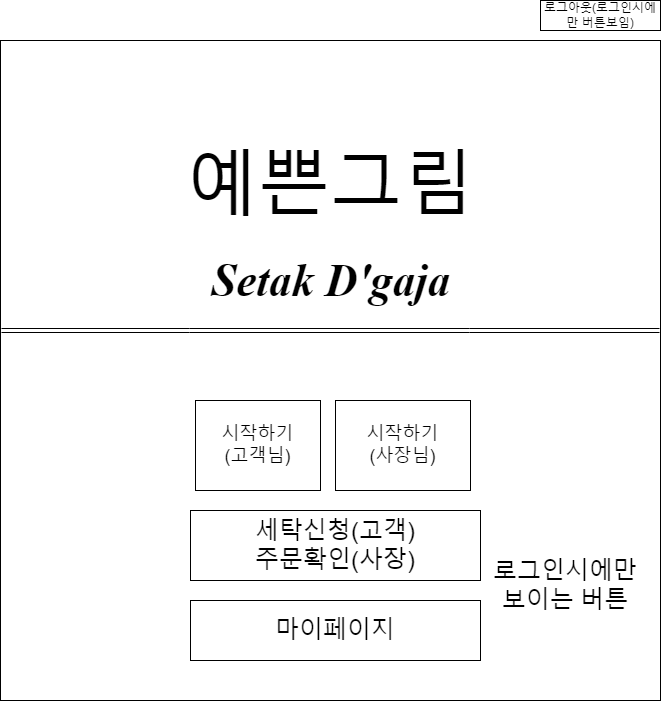 로그아웃(로그인시에
만 버튼보임)
예쁜그림
Setak D'gaja
시작하기
(고객님)
시작하기
(사장님)
세탁신청(고객)
주문확인(사장)
로그인시에만
보이는 버튼
마이페이지